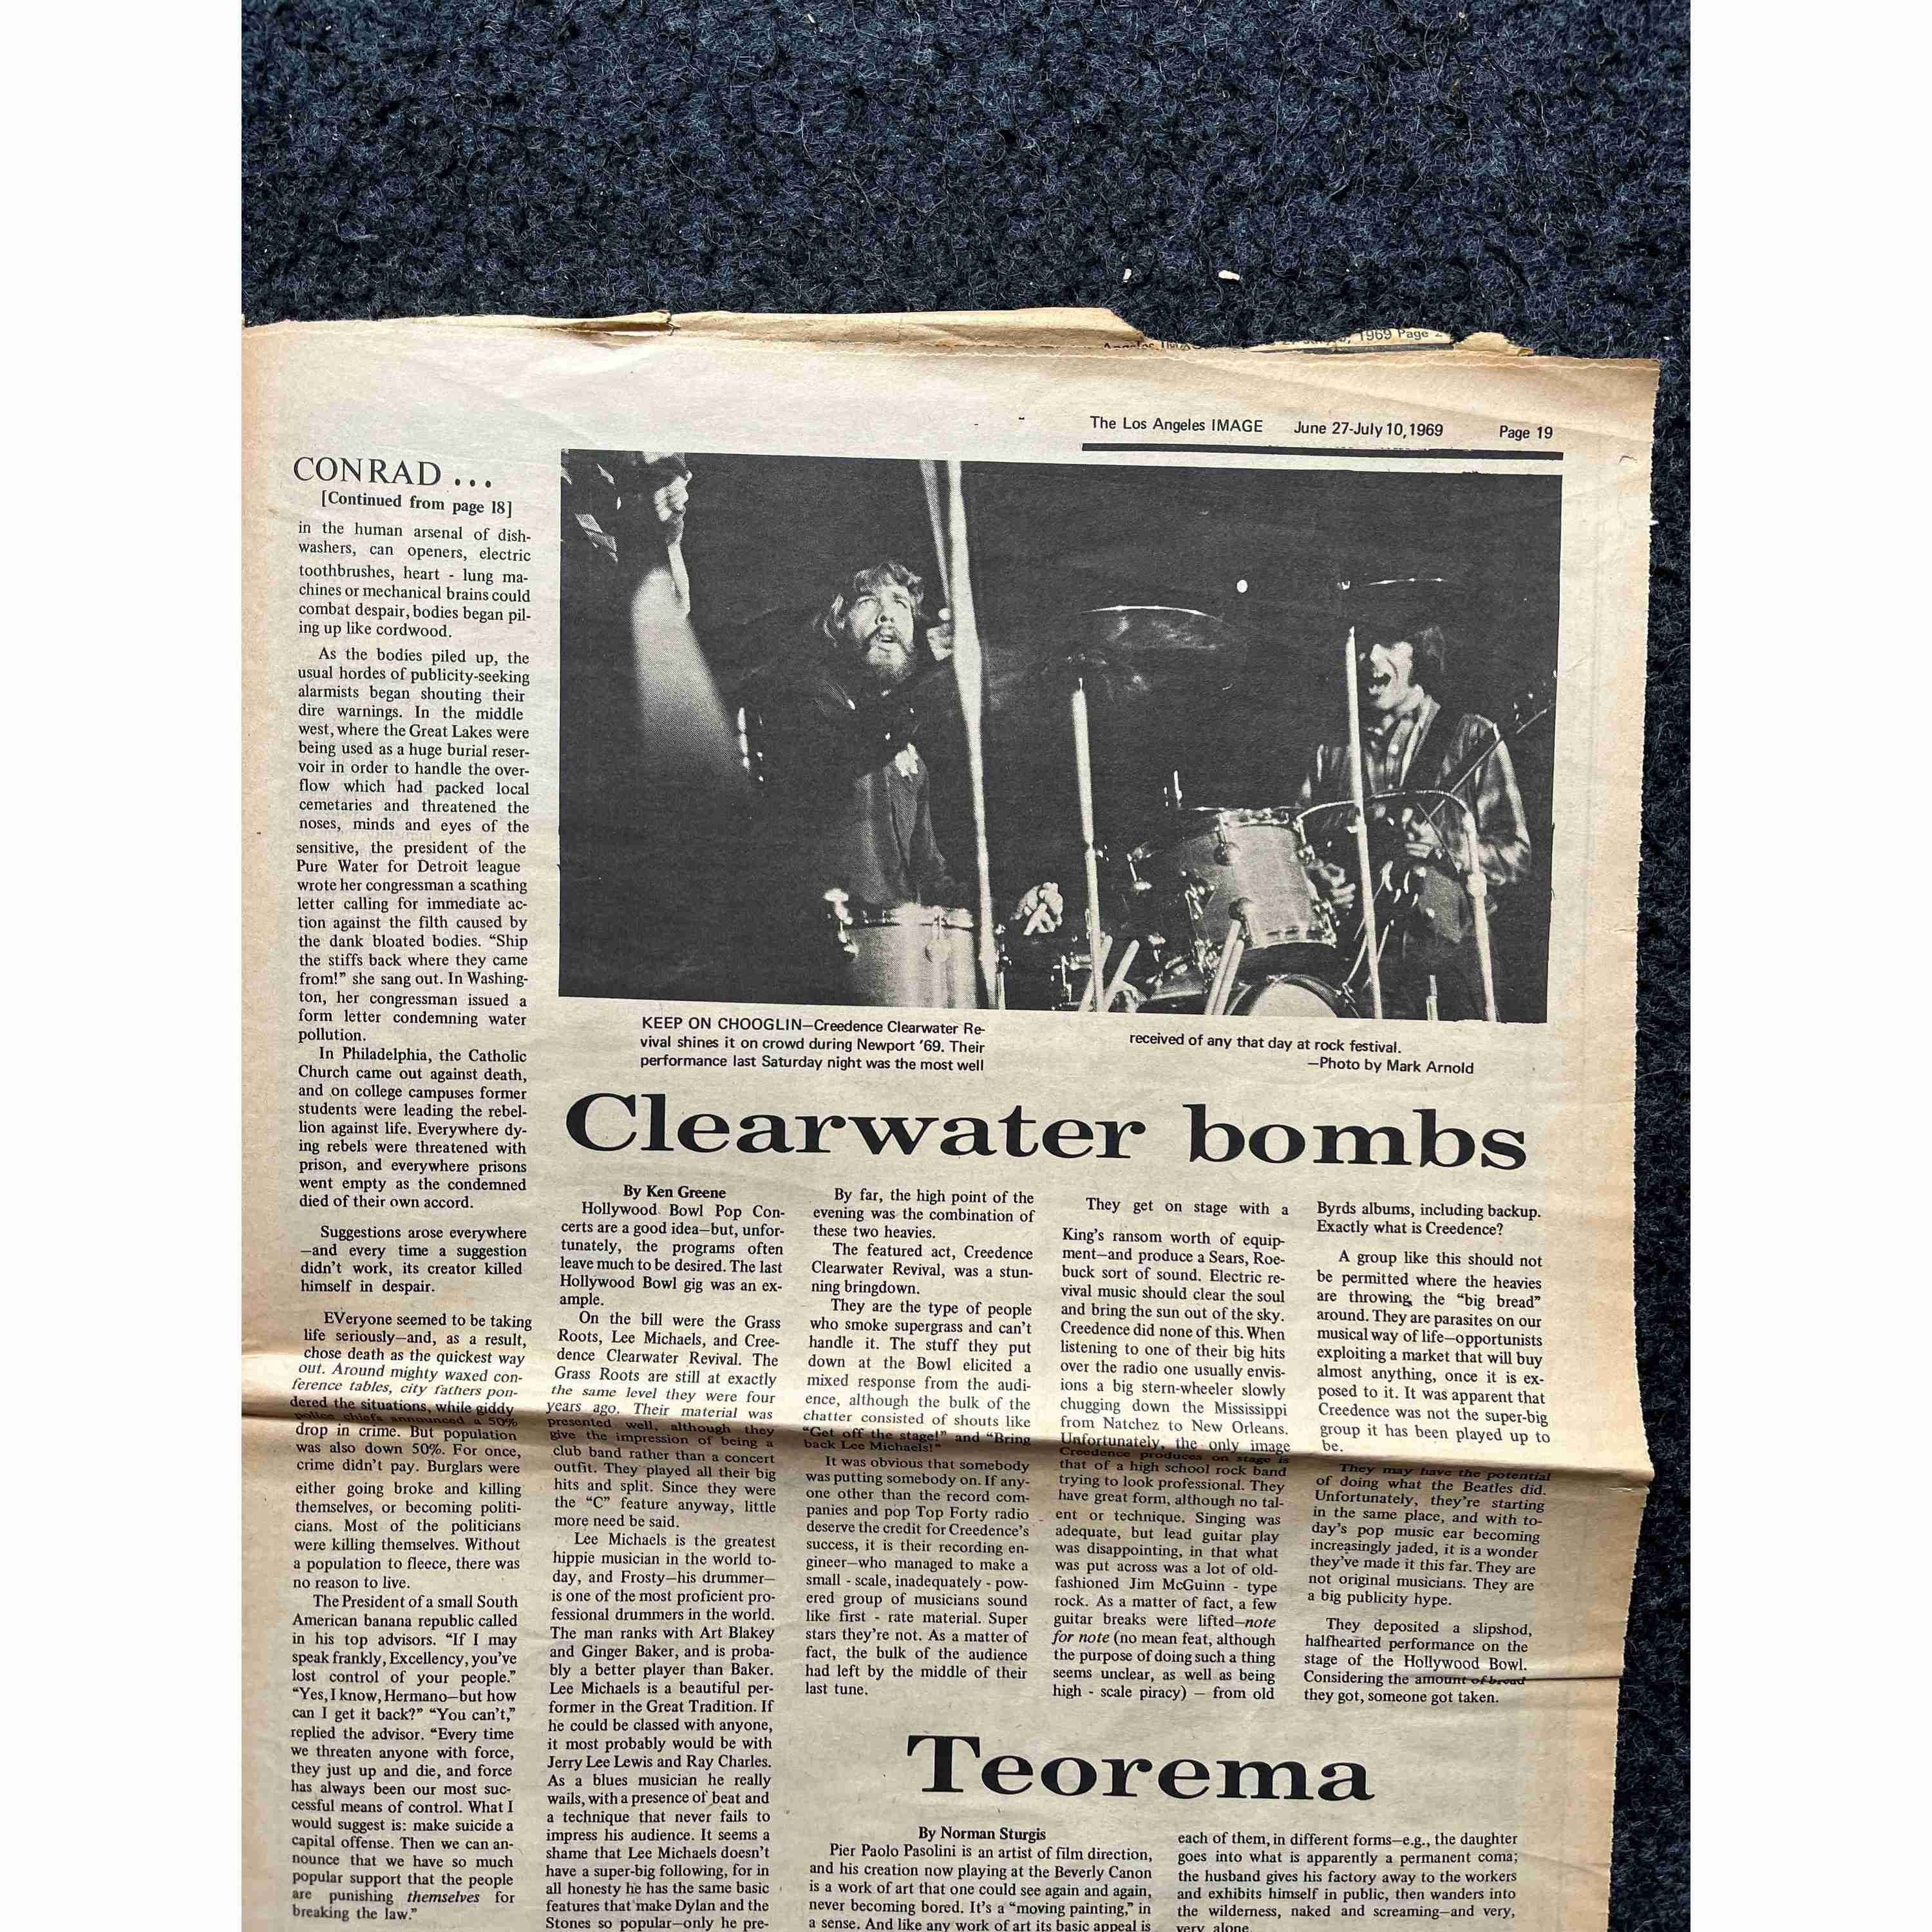 1969 Page
The Los Angeles IMAGE June 27-July 10, 1969 Page 19
CONRAD ...
[Continued from page 18]
in the human arsenal of dish-
washers, can openers, electric
toothbrushes, heart - lung ma-
chines or mechanical brains could
combat despair, bodies began pil-
ing up like cordwood.
As the bodies piled up, the
usual hordes of publicity-seeking
alarmists began shouting their
dire warnings. In the middle
west, where the Great Lakes were
being used as a huge burial reser-
voir in order to handle the over-
flow which had packed local
cemetaries and threatened the
noses, minds and eyes of the
sensitive, the president of the
Pure Water for Detroit league
wrote her congressman a scathing
letter calling for immediate ac-
tion against the filth caused by
the dank bloated bodies. “Ship
the stiffs back where they came
from!” she sang out. In Washing-
ton, her congressman issued a
form letter condemning water
pollution.
In Philadelphia, the Catholic
Church came out against death,
and on college campuses former
students were leading the rebel-
lion against life. Everywhere dy-
ing rebels were threatened with
prison, and everywhere prisons
went empty as the condemned
died of their own accord.
Suggestions arose everywhere
—and every time a suggestion
didn’t work, its creator killed
himself in despair.
EVeryone seemed to be taking
life seriously—and, as a result,
chose death as the quickest way
out. Around mighty waxed con-
ference tables, city fathers pon-
dered the situations, while giddy
police chiefs announced a 50%
drop in crime. But population
was also down 50%. For once,
crime didn’t pay. Burglars were
either going broke and killing
themselves, or becoming politi-
cians. Most of the politicians
were killing themselves. Without
a population to fleece, there was
no reason to live.
The President of a small South
American banana republic called
in his top advisors. “If I may
speak frankly, Excellency, you’ve
lost control of your people.”
“Yes, I know, Hermano—but how
can I get it back?” “You can’t,”
replied the advisor. “Every time
we threaten anyone with force,
they just up and die, and force
has always been our most suc-
cessful means of control. What I
would suggest is: make suicide a
capital offense. Then we can an-
nounce that we have so much
popular support that the people
are punishing themselves for
breaking the law.”
KEEP ON CHOOGLIN—Creedence Clearwater Re-
vival shines it on crowd during Newport ’69. Their
performance last Saturday night was the most well
received of any that day at rock festival.
—Photo by Mark Arnold
Clearwater bombs
By Ken Greene
Hollywood Bowl Pop Con-
certs are a good idea—but, unfor-
tunately, the programs often
leave much to be desired. The last
Hollywood Bowl gig was an ex-
ample.
On the bill were the Grass
Roots, Lee Michaels, and Cree-
dence Clearwater Revival. The
Grass Roots are still at exactly
the same level they were four
years ago. Their material was
presented well, although they
give the impression of being a
club band rather than a concert
outfit. They played all their big
hits and split. Since they were
the “C” feature anyway, little
more need be said.
Lee Michaels is the greatest
hippie musician in the world to-
day, and Frosty—his drummer—
is one of the most proficient pro-
fessional drummers in the world.
The man ranks with Art Blakey
and Ginger Baker, and is proba-
bly a better player than Baker.
Lee Michaels is a beautiful per-
former in the Great Tradition. If
he could be classed with anyone,
it most probably would be with
Jerry Lee Lewis and Ray Charles.
As a blues musician he really
wails, with a presence of beat and
a technique that never fails to
impress his audience. It seems a
shame that Lee Michaels doesn’t
have a super-big following, for in
all honesty he has the same basic
features that make Dylan and the
Stones so popular—only he pre-
By far, the high point of the
evening was the combination of
these two heavies.
The featured act, Creedence
Clearwater Revival, was a stun-
ning bringdown.
They are the type of people
who smoke supergrass and can’t
handle it. The stuff they put
down at the Bowl elicited a
mixed response from the audi-
ence, although the bulk of the
chatter consisted of shouts like
“Get off the stage!” and “Bring
back Lee Michaels!”
It was obvious that somebody
was putting somebody on. If any-
one other than the record com-
panies and pop Top Forty radio
deserve the credit for Creedence’s
success, it is their recording en-
gineer—who managed to make a
small - scale, inadequately - pow-
ered group of musicians sound
like first - rate material. Super
stars they’re not. As a matter of
fact, the bulk of the audience
had left by the middle of their
last tune.
They get on stage with a
King’s ransom worth of equip-
ment—and produce a Sears, Roe-
buck sort of sound. Electric re-
vival music should clear the soul
and bring the sun out of the sky.
Creedence did none of this. When
listening to one of their big hits
over the radio one usually envis-
ions a big stern-wheeler slowly
chugging down the Mississippi
from Natchez to New Orleans.
Unfortunately, the only image
Creedence produces on stage is
that of a high school rock band
trying to look professional. They
have great form, although no tal-
ent or technique. Singing was
adequate, but lead guitar play
was disappointing, in that what
was put across was a lot of old-
fashioned Jim McGuinn - type
rock. As a matter of fact, a few
guitar breaks were lifted—note
for note (no mean feat, although
the purpose of doing such a thing
seems unclear, as well as being
high - scale piracy) — from old
Byrds albums, including backup.
Exactly what is Creedence?
A group like this should not
be permitted where the heavies
are throwing the “big bread”
around. They are parasites on our
musical way of life—opportunists
exploiting a market that will buy
almost anything, once it is ex-
posed to it. It was apparent that
Creedence was not the super-big
group it has been played up to
be.
They may have the potential
of doing what the Beatles did.
Unfortunately, they’re starting
in the same place, and with to-
day’s pop music ear becoming
increasingly jaded, it is a wonder
they’ve made it this far. They are
not original musicians. They are
a big publicity hype.
They deposited a slipshod,
halfhearted performance on the
stage of the Hollywood Bowl.
Considering the amount of bread
they got, someone got taken.
Teorema
By Norman Sturgis
Pier Paolo Pasolini is an artist of film direction,
and his creation now playing at the Beverly Canon
is a work of art that one could see again and again,
never becoming bored. It’s a “moving painting,” in
a sense. And like any work of art its basic appeal is
each of them, in different forms—e.g., the daughter
goes into what is apparently a permanent coma;
the husband gives his factory away to the workers
and exhibits himself in public, then wanders into
the wilderness, naked and screaming—and very,
very alone.